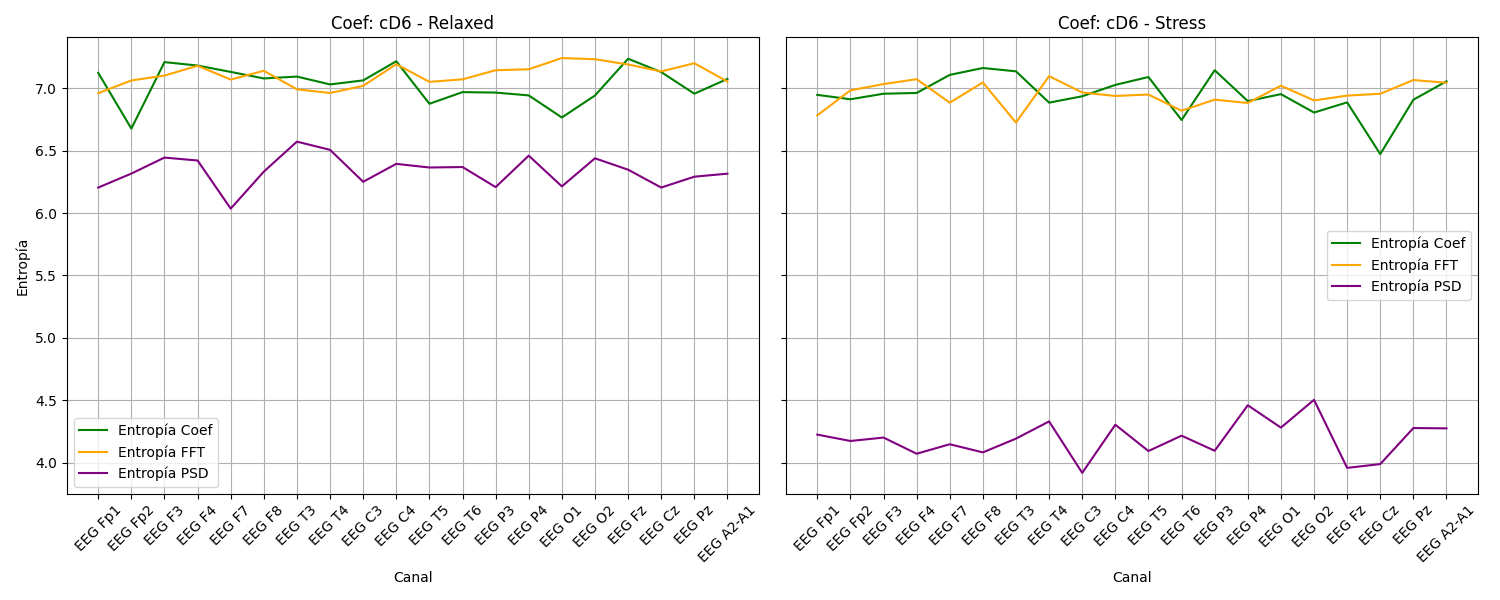 Coef: cD6 - Relaxed
Entropía
7.0
6.5
6.0
5.5
5.0
4.5
4.0
Entropía Coef
Entropía FFT
Entropía PSD
EEG Fp1
EEG Fp2
EEG F3
EEG F4
EEG F7
EEG F8
EEG T3
EEG T4
EEG C3
EEG C4
EEG T5
EEG T6
EEG P3
EEG P4
EEG O1
EEG O2
EEG Fz
EEG Cz
EEG Pz
EEG A2-A1
Canal
Coef: cD6 - Stress
Entropía Coef
Entropía FFT
Entropía PSD
EEG Fp1
EEG Fp2
EEG F3
EEG F4
EEG F7
EEG F8
EEG T3
EEG T4
EEG C3
EEG C4
EEG T5
EEG T6
EEG P3
EEG P4
EEG O1
EEG O2
EEG Fz
EEG Cz
EEG Pz
EEG A2-A1
Canal